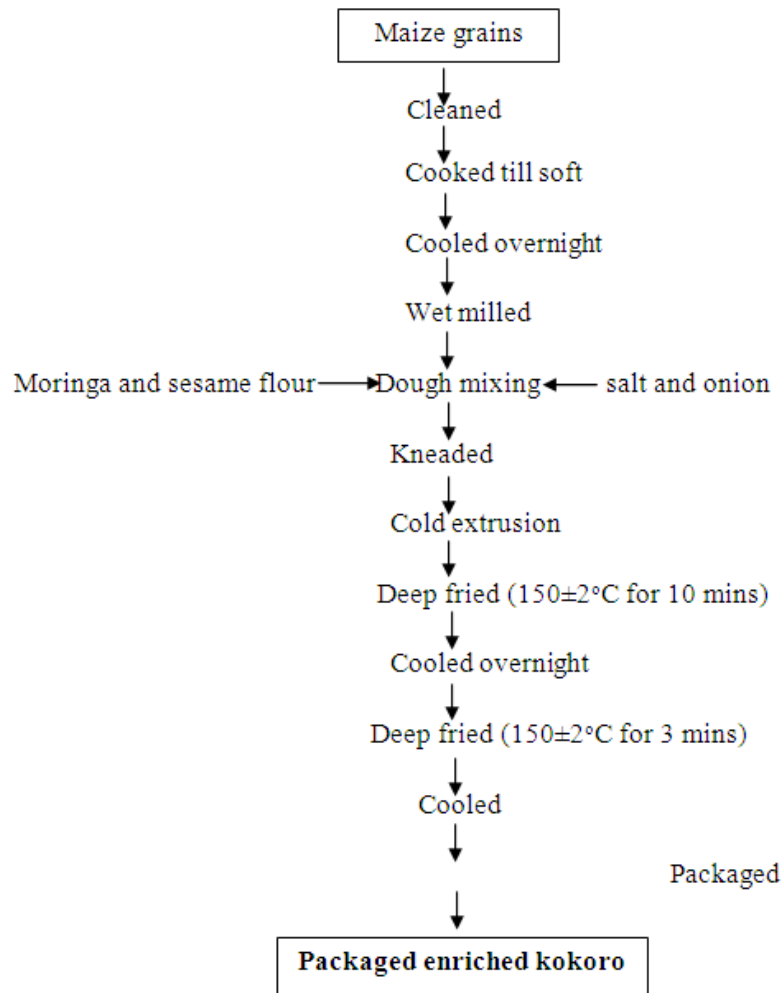 Maize grains
Cleaned
Cooked till soft
Cooled overnight
Wet milled
Moringa and sesame flour Dough mixing salt and onion
Kneaded
Cold extrusion
Deep fried (150±2°C for 10 mins)
Cooled overnight
Deep fried (150±2°C for 3 mins)
Cooled
Packaged
Packaged enriched kokoro